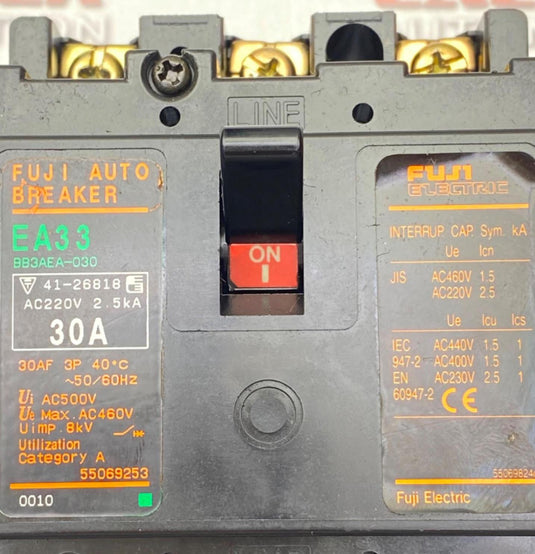 LINE
FUJI AUTO
BREAKER
EA33
BB3AEA-030
41-26818
AC220V 2.5kA
30A
30AF 3P 40°C
~50/60Hz
Ui AC500V
Ue Max.AC460V
Uimp.8kV
Utilization
Category A
55069253
0010
ON
I
FUJI
ELECTRIC
INTERRUP. CAP. Sym. kA
Ue Icn
JIS AC460V 1.5
AC220V 2.5
Ue Icu Ics
IEC AC440V 1.5 1
947-2 AC400V 1.5 1
EN AC230V 2.5 1
60947-2 CE
Fuji Electric